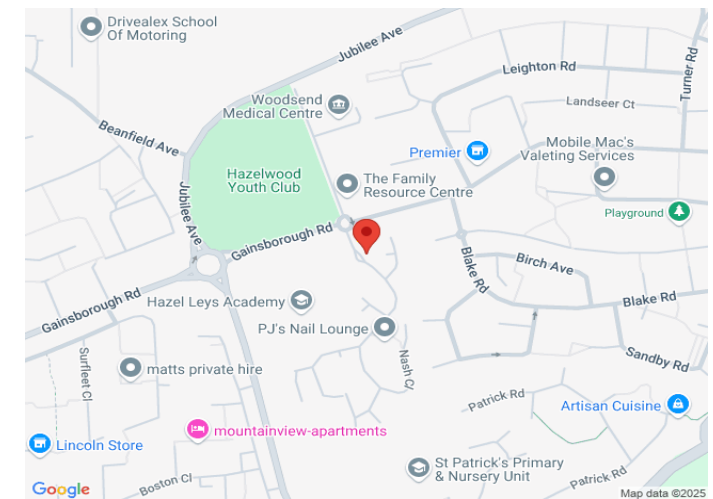 Drivealex School
Of Motoring
Jubilee Ave
Leighton Rd
Turner Rd
Woodsend
Medical Centre
Landseer Ct
Beanfield Ave
Premier
Mobile Mac's
Valeting Services
Hazelwood
Youth Club
The Family
Resource Centre
Jubilee Ave
Playground
Gainsborough Rd
Blake Rd
Birch Ave
Gainsborough Rd
Hazel Leys Academy
Blake Rd
PJ's Nail Lounge
Surfleet Cl
matts private hire
Nash C
Sandby Rd
Patrick Rd
Artisan Cuisine
mountainview-apartments
Lincoln Store
St Patrick's Primary
& Nursery Unit
Boston Cl
Patrick Rd
Google
Map data ©2025